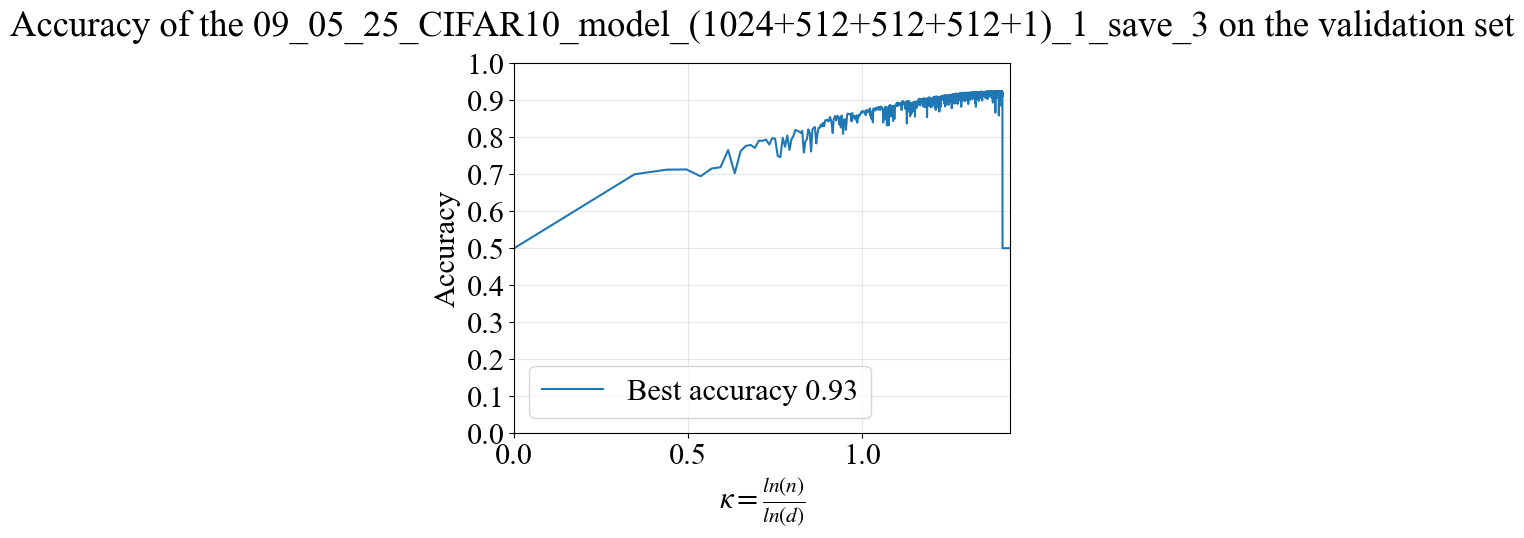 Accuracy of the 09_05_25_CIFAR10_model_(1024+512+512+512+1)_1_save_3 on the validation set
Accuracy
1.0
0.9
0.8
0.7
0.6
0.5
0.4
0.3
0.2
0.1
0.0
Best accuracy 0.93
0.0 0.5 1.0
κ = ln(n)/ln(d)